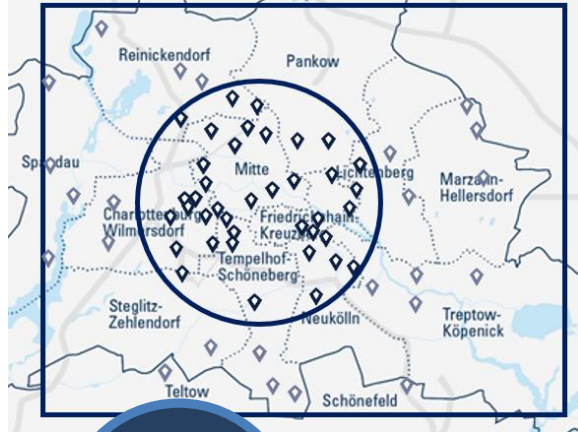 Reinickendorf
Pankow
Spandau
Mitte
Lichtenberg
Marzahn-
Hellersdorf
Charlottenburg
Wilmersdorf
Friedrichshain-
Kreuzberg
Tempelhof-
Schöneberg
Steglitz-
Zehlendorf
Neukölln
Treptow-
Köpenick
Teltow
Schönefeld